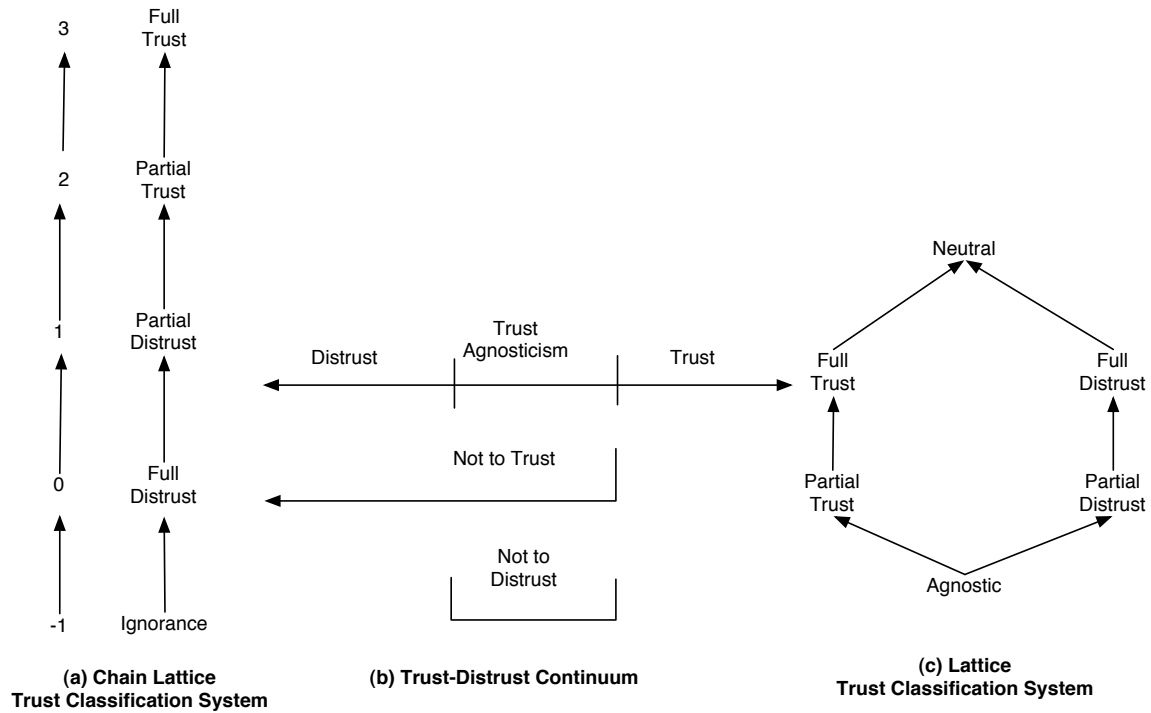 3
Full
Trust
2
Partial
Trust
1
Partial
Distrust
0
Full
Distrust
-1
Ignorance
(a) Chain Lattice
Trust Classification System
Distrust
Trust
Agnosticism
Trust
Not to Trust
Not to
Distrust
(b) Trust-Distrust Continuum
Neutral
Full
Trust
Full
Distrust
Partial
Trust
Partial
Distrust
Agnostic
(c) Lattice
Trust Classification System